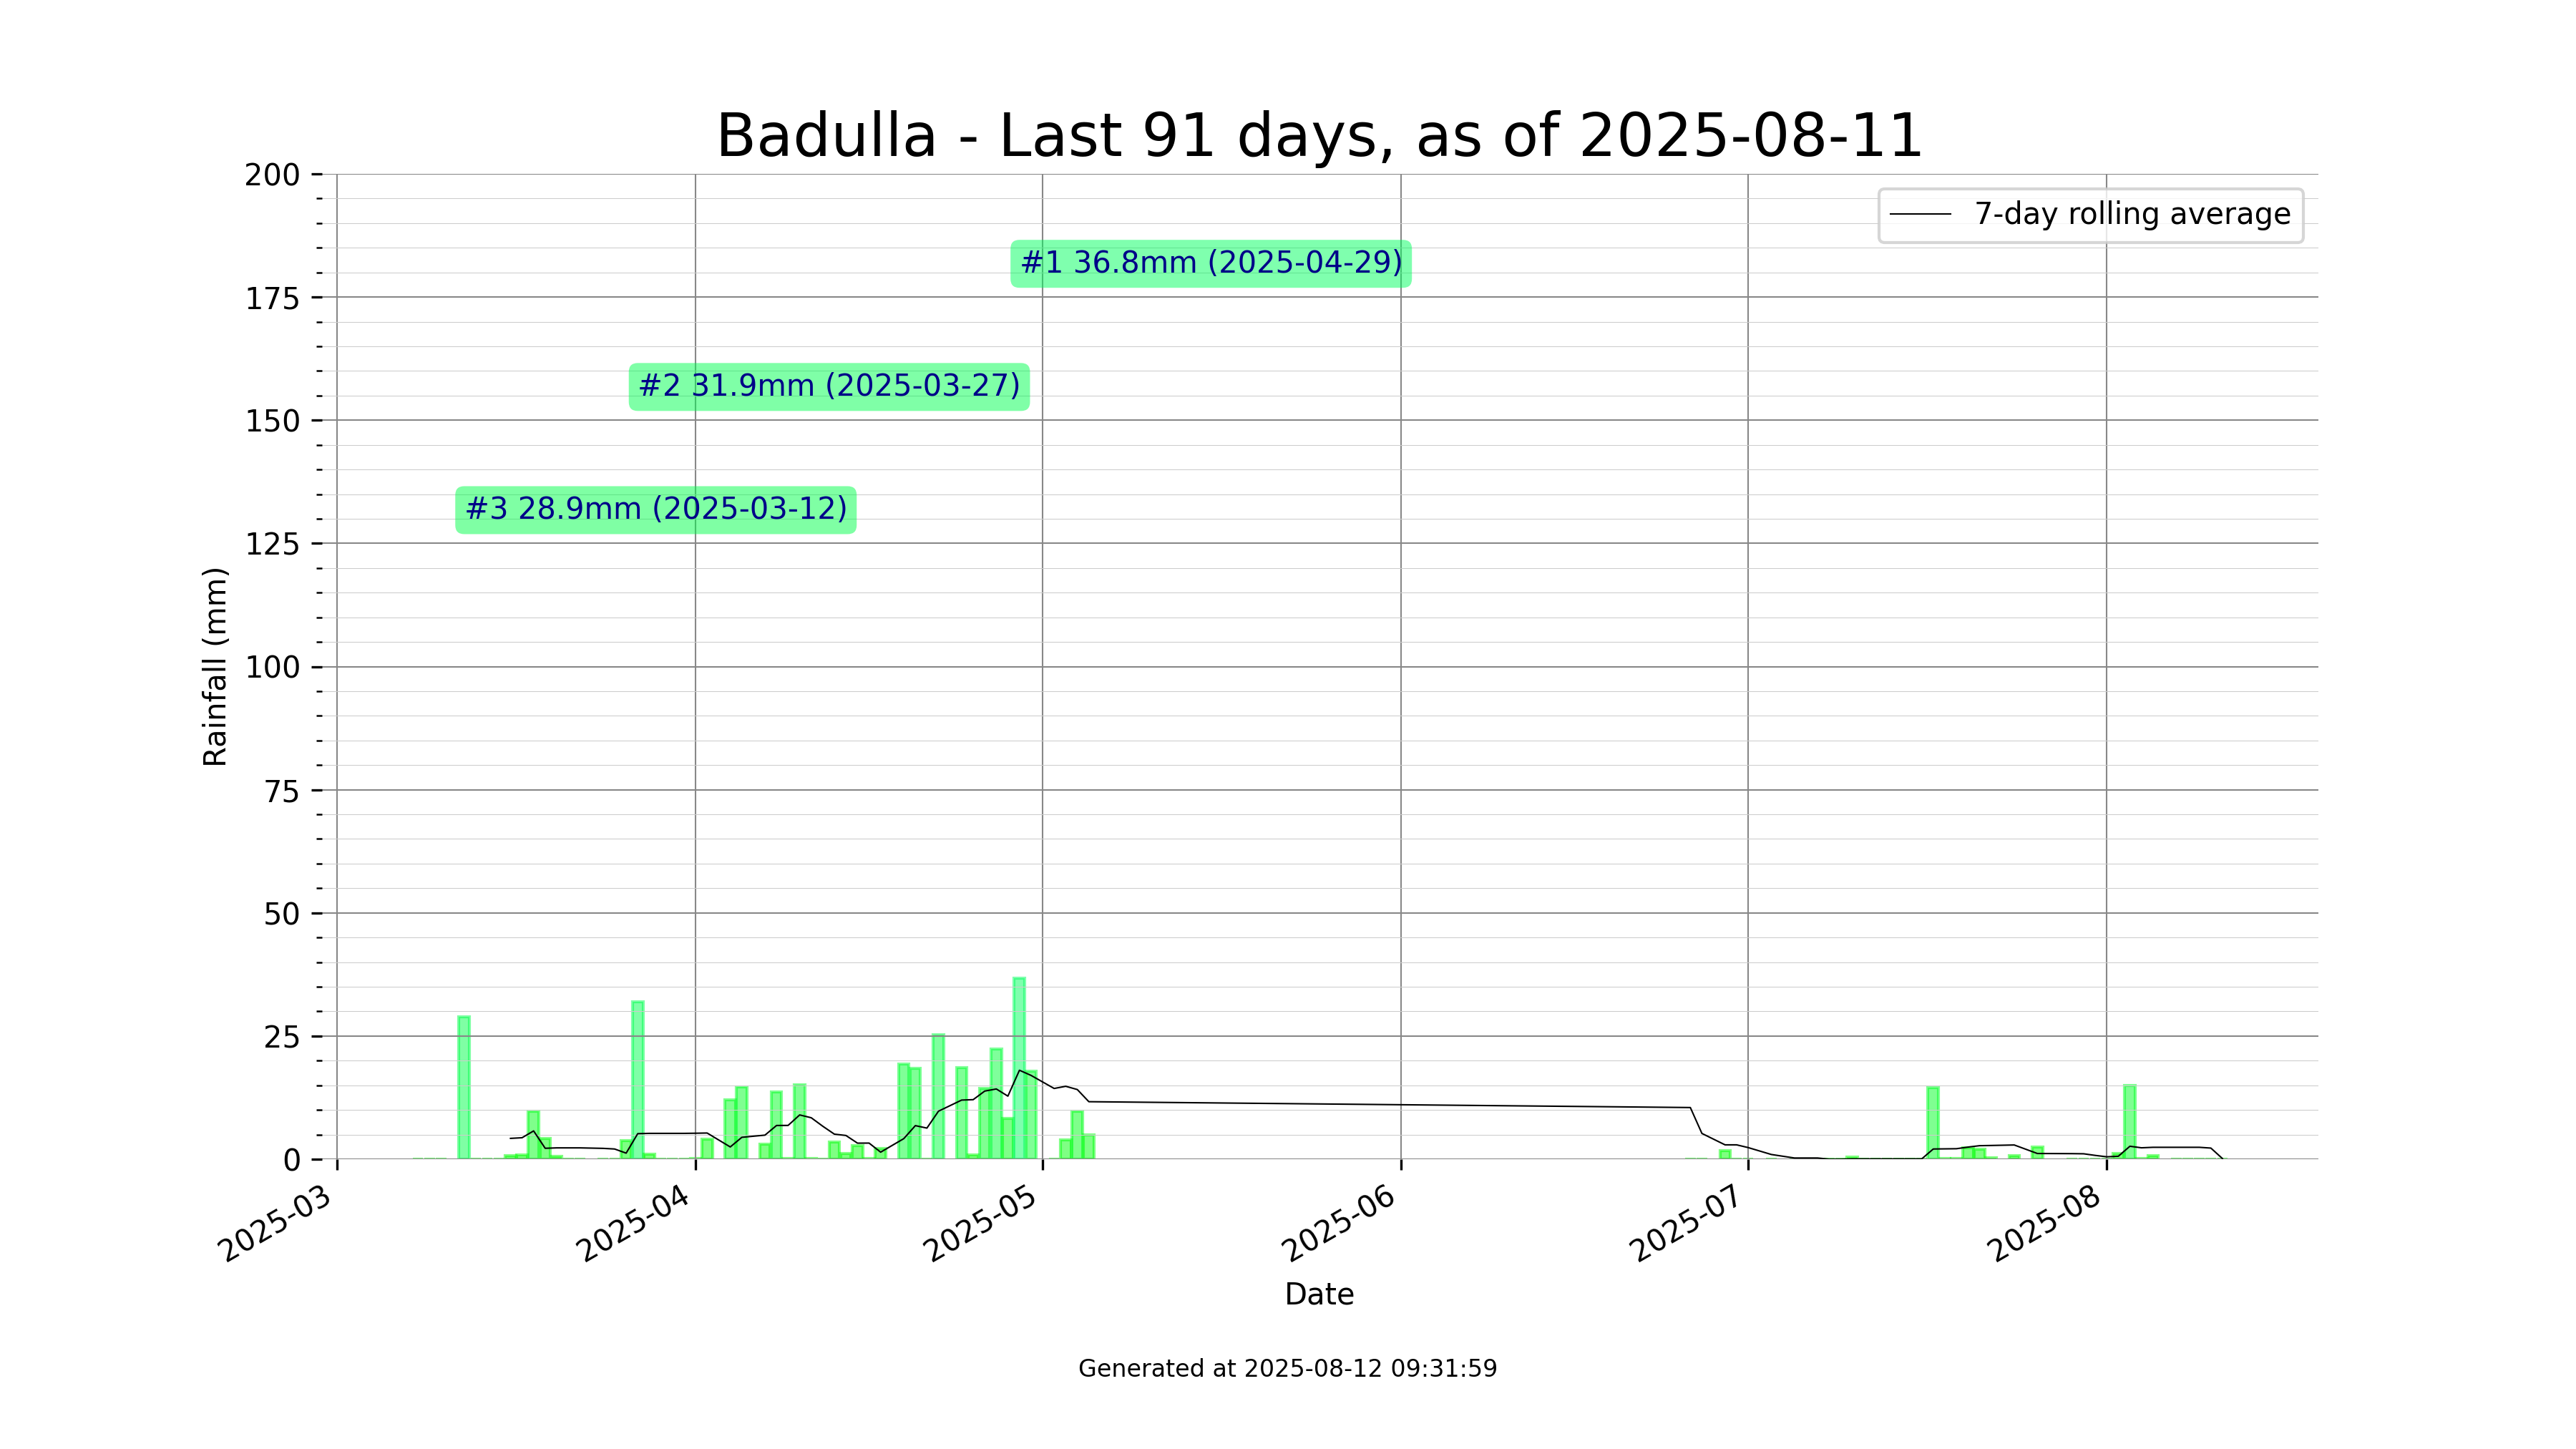 Badulla - Last 91 days, as of 2025-08-11
200
175
150
125
100
75
50
25
0
Rainfall (mm)
7-day rolling average
#1 36.8mm (2025-04-29)
#2 31.9mm (2025-03-27)
#3 28.9mm (2025-03-12)
2025-03
2025-04
2025-05
2025-06
2025-07
2025-08
Date
Generated at 2025-08-12 09:31:59